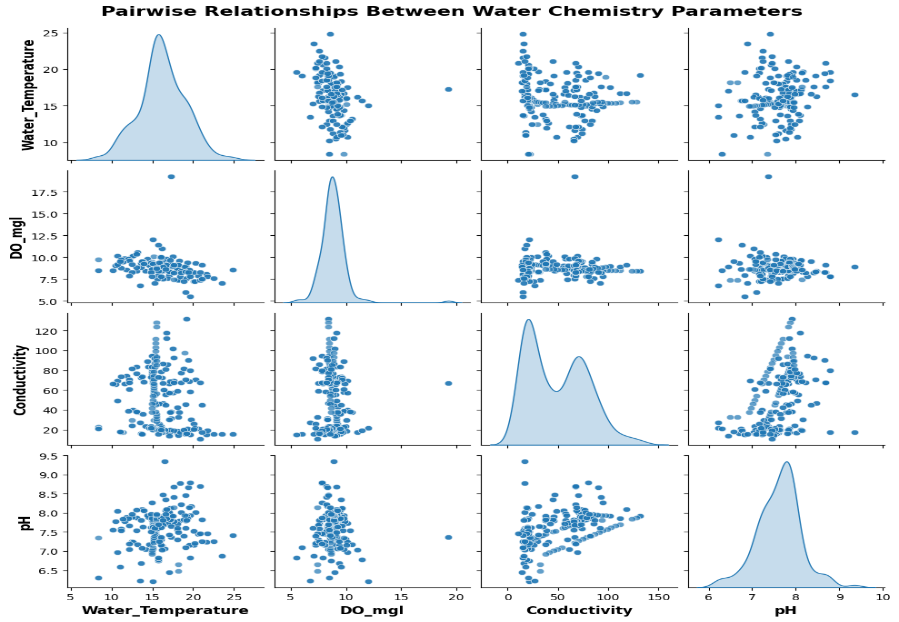 Pairwise Relationships Between Water Chemistry Parameters
25
20
15
10
Water_Temperature
17.5
15.0
12.5
10.0
7.5
5.0
DO_mgl
120
100
80
60
40
20
Conductivity
9.5
9.0
8.5
8.0
7.5
7.0
6.5
pH
5 10 15 20 25
5 10 15 20
0 50 100 150
6 7 8 9 10
Water_Temperature DO_mgl Conductivity pH